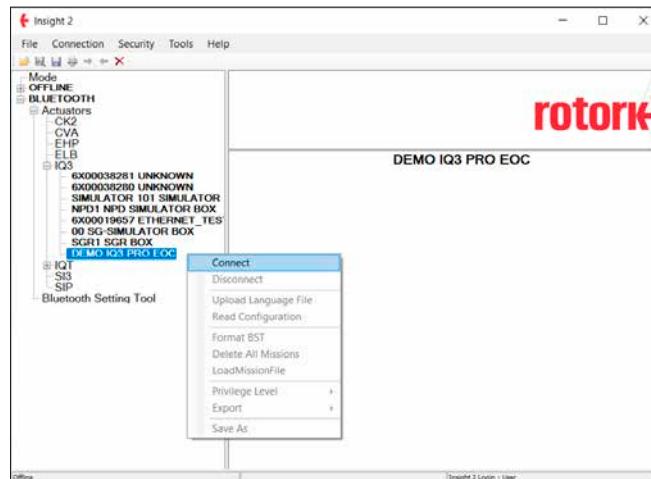 Insight 2
File Connection Security Tools Help
Mode
OFFLINE
BLUETOOTH
Actuators
CK2
CVA
EHP
ELB
IQ3
6X00038281 UNKNOWN
6X00038280 UNKNOWN
SIMULATOR 101 SIMULATOR
NPD1 NPD SIMULATOR BOX
6X00019657 ETHERNET_TES
00 SG-SIMULATOR BOX
SGR1 SGR BOX
DEMO IQ3 PRO EOC
IQT
SI3
SIP
Bluetooth Setting Tool
Connect
Disconnect
Upload Language File
Read Configuration
Format BST
Delete All Missions
LoadMissionFile
Privilege Level
Export
Save As
rotork
DEMO IQ3 PRO EOC
Offline
Insight 2 Login : User